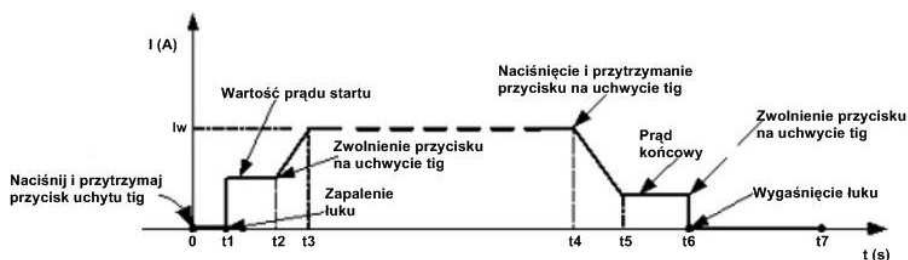 I (A)
Wartość prądu startu
Naciśnięcie i przytrzymanie
przycisku na uchwycie tig
Iw
Zwolnienie przycisku
na uchwycie tig
Prąd
końcowy
Zwolnienie przycisku
na uchwycie tig
Naciśnij i przytrzymaj
przycisk uchytu tig
Zapalenie
łuku
Wygaśnięcie łuku
0 t1 t2 t3 t4 t5 t6 t7
t (s)